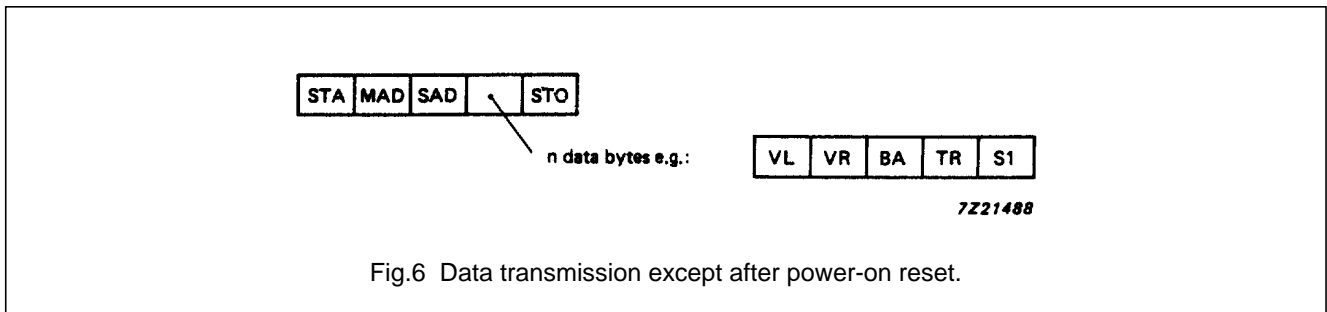 STA MAD SAD STO
n data bytes e.g.:
VL VR BA TR S1
7Z21488
Fig.6 Data transmission except after power-on reset.